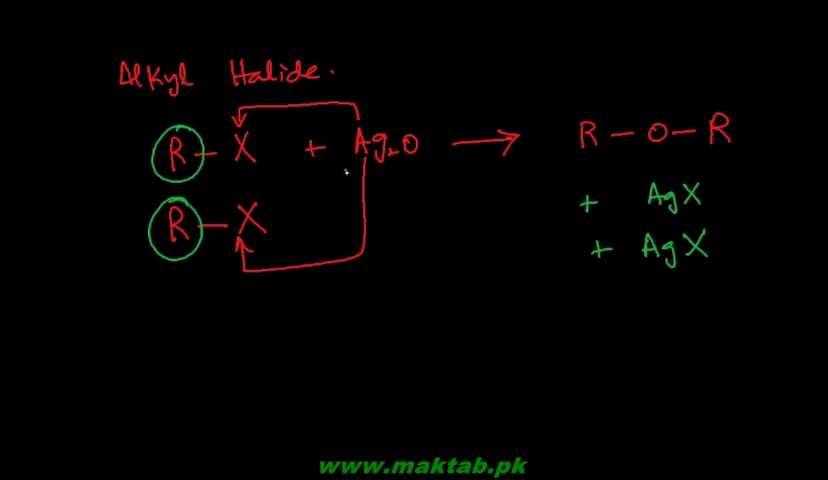 Alkyl Halide.
R - X + Ag₂O → R - O - R
+ AgX
R - X
+ AgX
www.maktab.pk